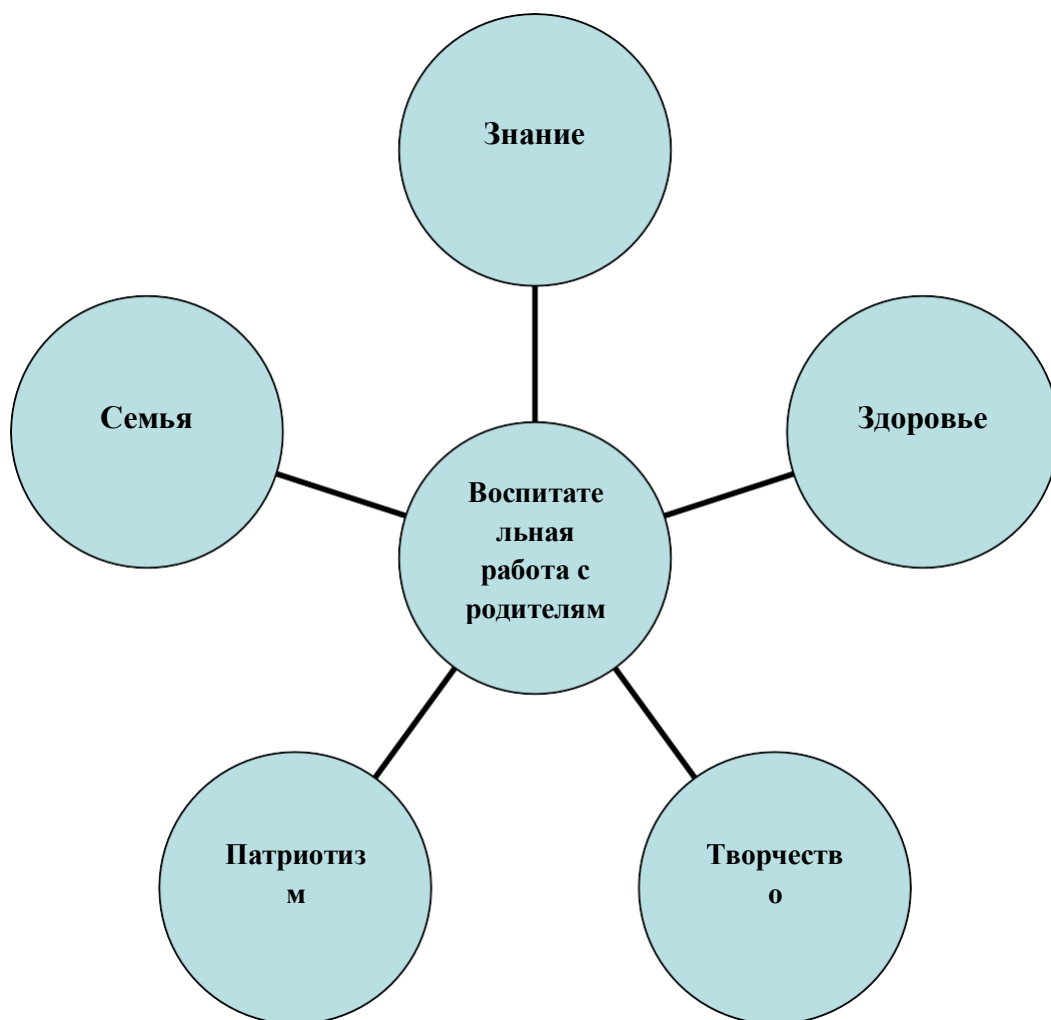 Знание
Семья
Здоровье
Воспитате
льная
работа с
родителям
Патриотиз
м
Творчеств
о